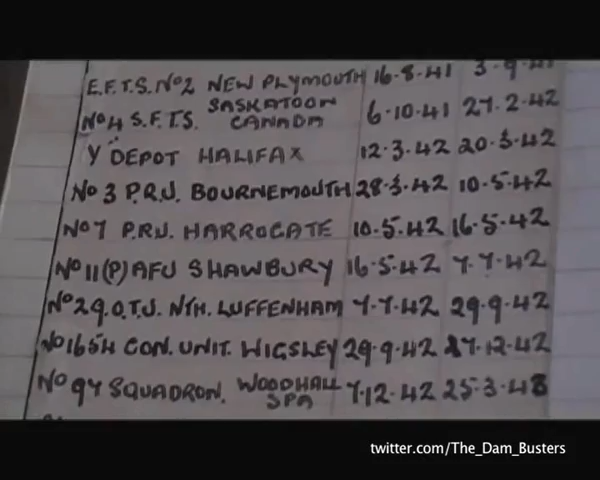 E.F.T.S. No2 NEW PLYMOUTH 16-8-41 3-9-41
No4 S.F.T.S. SASKATOON CANADA 6-10-41 27-2-42
Y DEPOT HALIFAX 12-3-42 20-3-42
No 3 P.R.U. BOURNEMOUTH 28-3-42 10-5-42
No7 P.R.U. HARROGATE 10-5-42 16-5-42
No 11(P) AFU SHAWBURY 16-5-42 7-7-42
No 29 O.T.U. NTH. LUFFENHAM 7-7-42 29-9-42
No 1654 CON. UNIT. WIGSLEY 29-9-42 27-12-42
No 97 SQUADRON. WOODHALL SPA 7-12-42 25-3-43
twitter.com/The_Dam_Busters